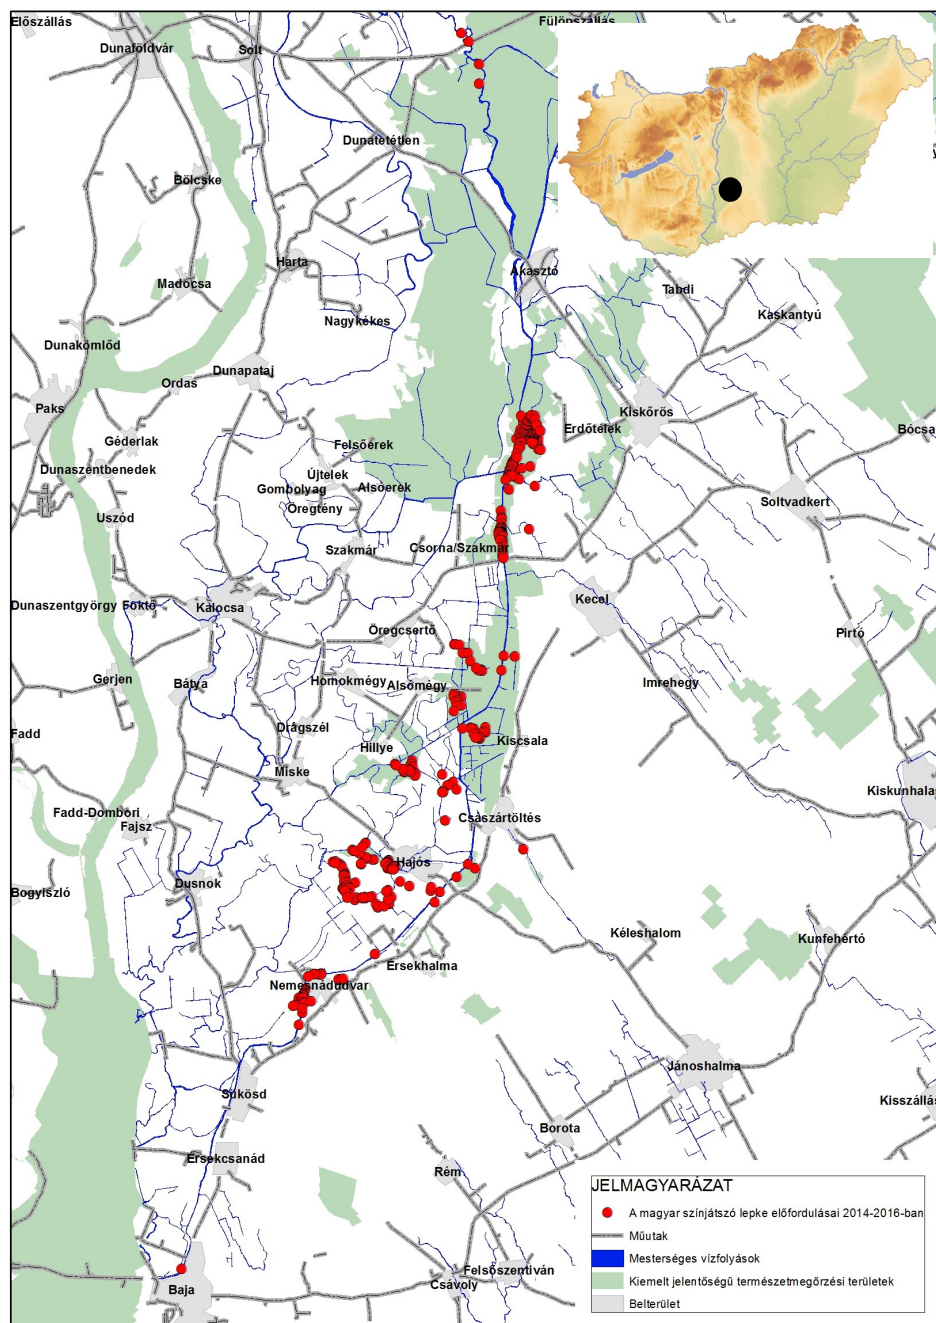 Előszállás
Fülöpszállás
Dunaföldvár
Solt
Dunatetétlen
Bölcske
Harta
Akasztó
Madocsa
Tabdi
Nagykékes
Kaskantyú
Dunakömlőd
Dunapataj
Ordas
Paks
Kiskőrös
Erdőtelek
Bócsa
Géderlak
Felsőerek
Dunaszentbenedek
Újtelek
Gombolyag
Alsóerek
Öregtény
Soltvadkert
Uszód
Szakmár
Csorna/Szakmár
Dunaszentgyörgy
Foktő
Kalocsa
Kecel
Öregcsertő
Pirtó
Gerjen
Bátya
Homokmégy
Alsómégy
Imrehegy
Fadd
Drágszél
Hillye
Kiscsala
Miske
Kiskunhalas
Fadd-Dombori
Fajsz
Császártöltés
Hajós
Bogyiszló
Dusnok
Kéleshalom
Kunfehértó
Érsekhalma
Nemesnádudvar
Jánoshalma
Sükösd
Kisszállás
Borota
Érsekcsanád
Rém
Felsőszentiván
Csávoly
Baja
JELMAGYARÁZAT
A magyar színjátszó lepke előfordulásai 2014-2016-ban
Műutak
Mesterséges vízfolyások
Kiemelt jelentőségű természetmegőrzési területek
Belterület